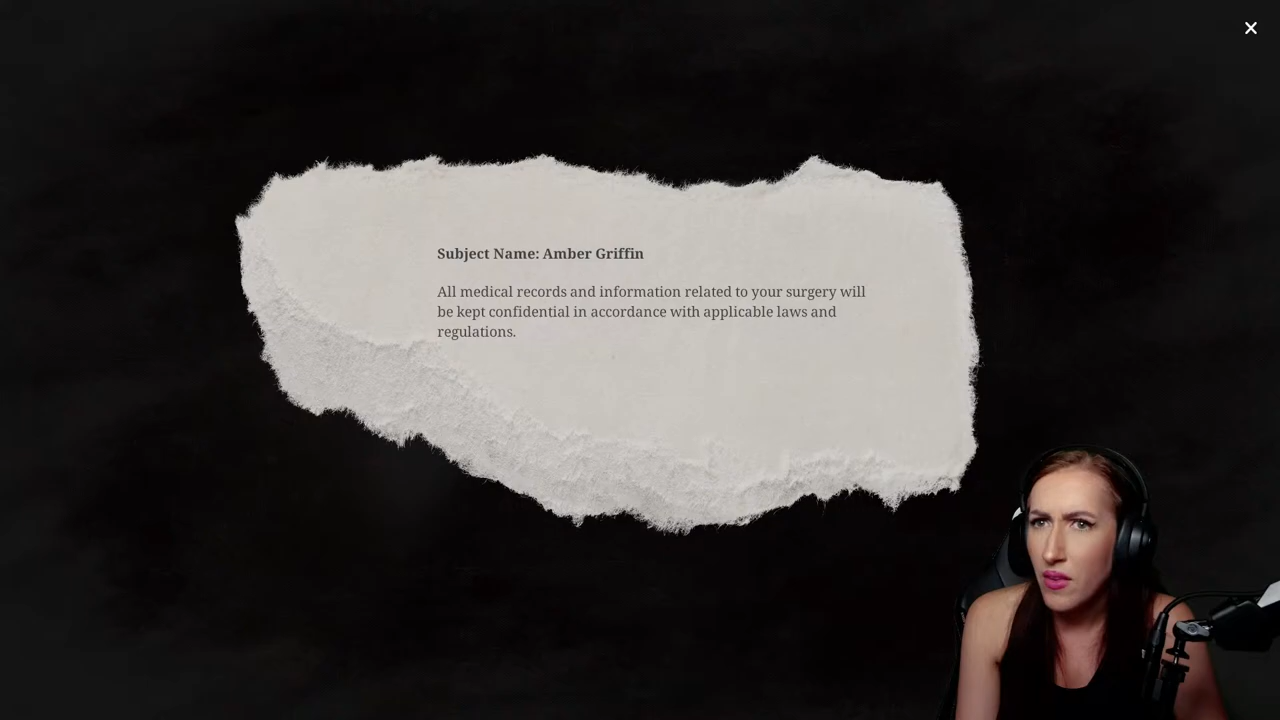 Subject Name: Amber Griffin
All medical records and information related to your surgery will
be kept confidential in accordance with applicable laws and
regulations.